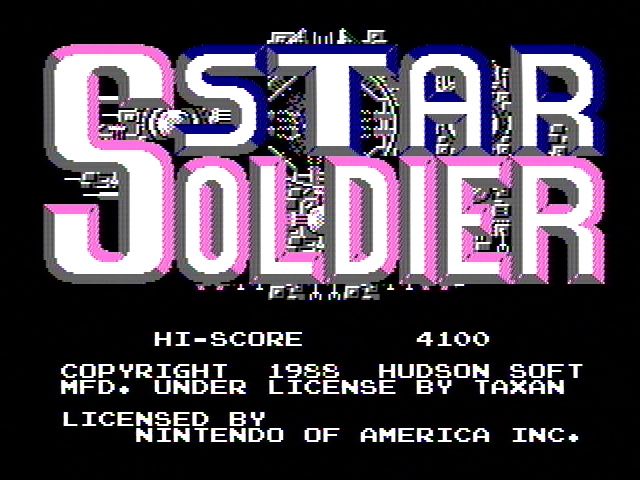 STAR
SOLDIER
HI-SCORE 4100
COPYRIGHT 1988 HUDSON SOFT
MFD. UNDER LICENSE BY TAXAN
LICENSED BY
NINTENDO OF AMERICA INC.